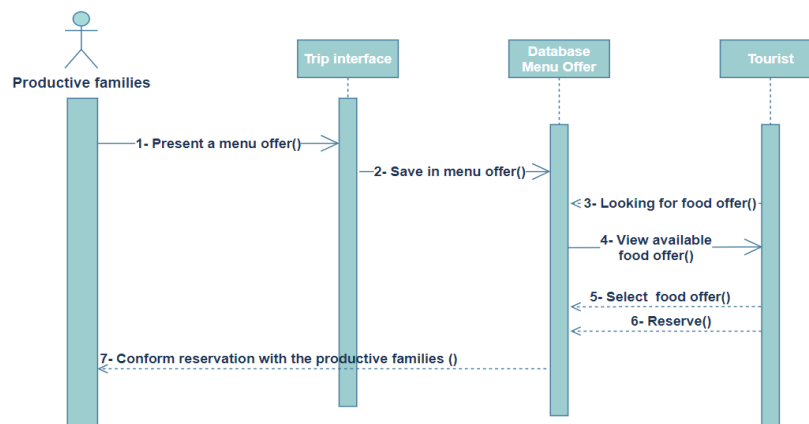 Trip interface
Database
Menu Offer
Tourist
Productive families
1- Present a menu offer()
2- Save in menu offer()
3- Looking for food offer()
4- View available
food offer()
5- Select food offer()
6- Reserve()
7- Conform reservation with the productive families ()